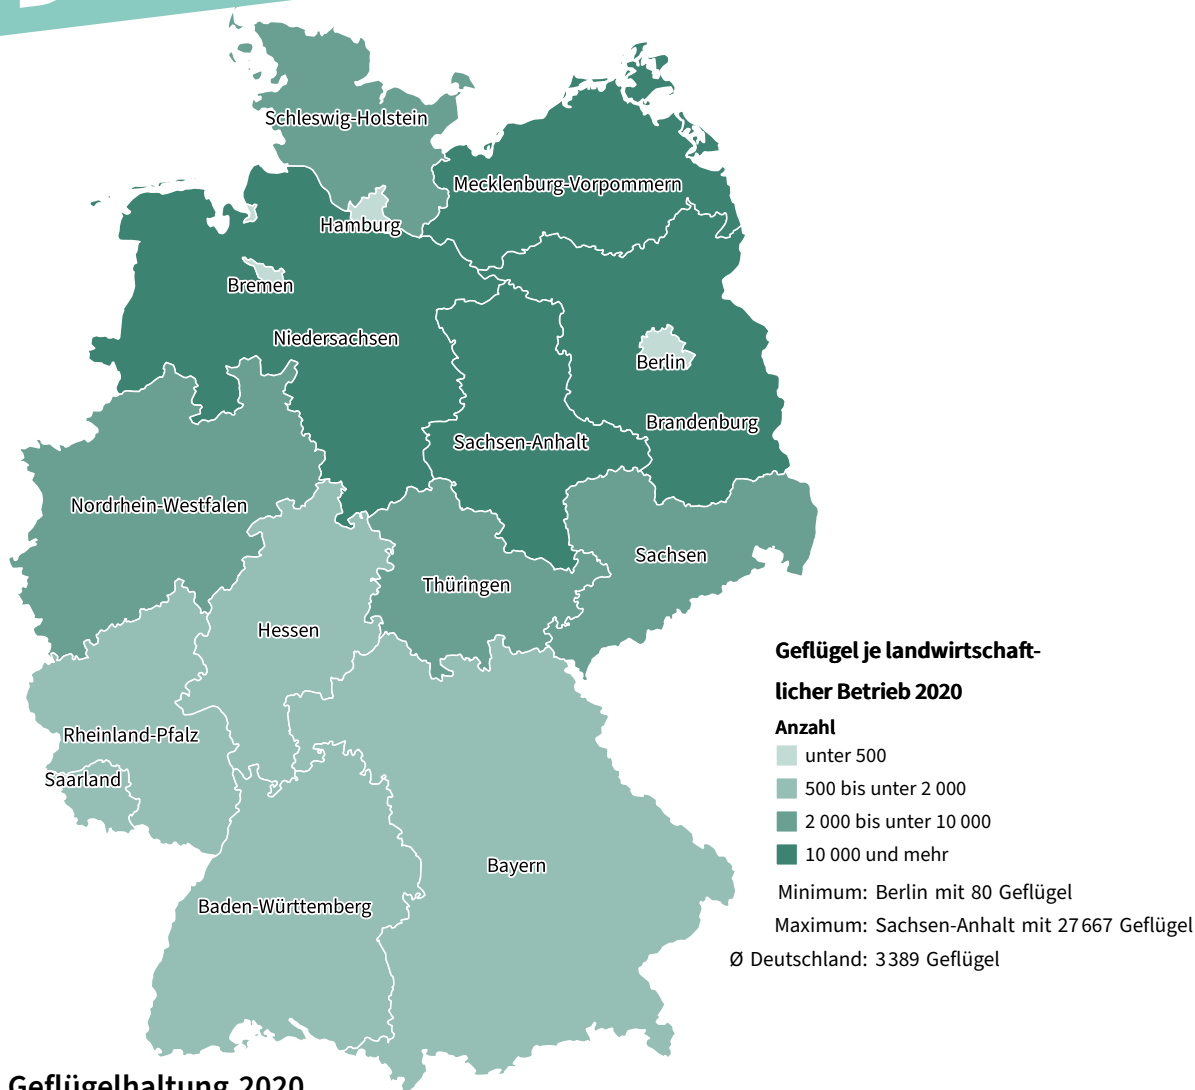 Schleswig-Holstein
Mecklenburg-Vorpommern
Hamburg
Bremen
Niedersachsen
Berlin
Brandenburg
Sachsen-Anhalt
Nordrhein-Westfalen
Sachsen
Thüringen
Hessen
Rheinland-Pfalz
Saarland
Bayern
Baden-Württemberg
Geflügel je landwirtschaft-
licher Betrieb 2020
Anzahl
unter 500
500 bis unter 2 000
2 000 bis unter 10 000
10 000 und mehr
Minimum: Berlin mit 80 Geflügel
Maximum: Sachsen-Anhalt mit 27 667 Geflügel
Ø Deutschland: 3 389 Geflügel
Geflügelhaltung 2020